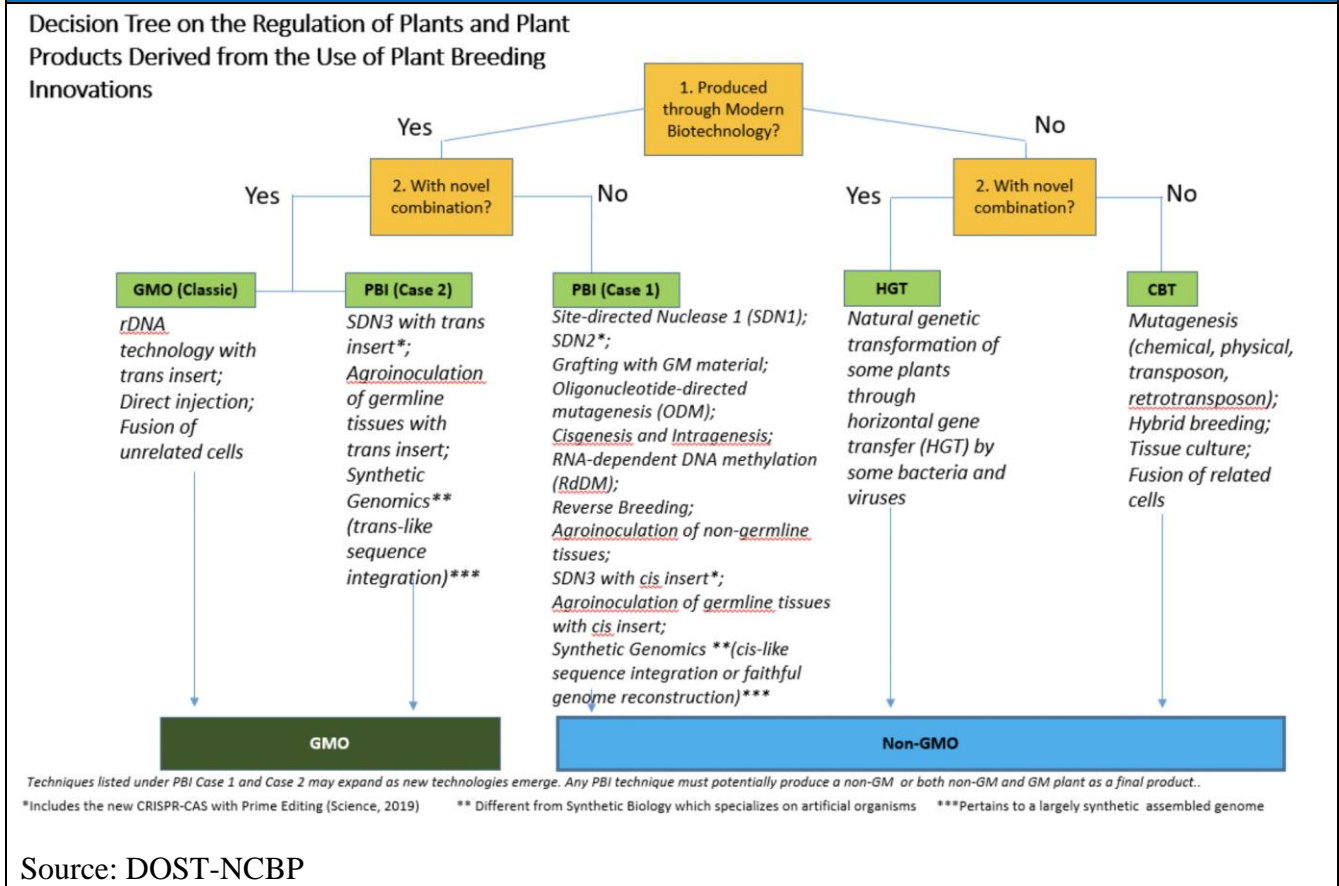 Decision Tree on the Regulation of Plants and Plant
Products Derived from the Use of Plant Breeding
Innovations
1. Produced
through Modern
Biotechnology?
Yes
No
2. With novel
combination?
Yes
No
2. With novel
combination?
Yes
No
GMO (Classic)
rDNA
technology with
trans insert;
Direct injection;
Fusion of
unrelated cells
PBI (Case 2)
SDN3 with trans
insert*;
Agroinoculation
of germline
tissues with
trans insert;
Synthetic
Genomics**
(trans-like
sequence
integration)***
PBI (Case 1)
Site-directed Nuclease 1 (SDN1);
SDN2*;
Grafting with GM material;
Oligonucleotide-directed
mutagenesis (ODM);
Cisgenesis and Intragenesis;
RNA-dependent DNA methylation
(RdDM);
Reverse Breeding;
Agroinoculation of non-germline
tissues;
SDN3 with cis insert*;
Agroinoculation of germline tissues
with cis insert;
Synthetic Genomics **(cis-like
sequence integration or faithful
genome reconstruction)***
HGT
Natural genetic
transformation of
some plants
through
horizontal gene
transfer (HGT) by
some bacteria and
viruses
CBT
Mutagenesis
(chemical, physical,
transposon,
retrotransposon);
Hybrid breeding;
Tissue culture;
Fusion of related
cells
GMO
Non-GMO
Techniques listed under PBI Case 1 and Case 2 may expand as new technologies emerge. Any PBI technique must potentially produce a non-GM or both non-GM and GM plant as a final product..
*Includes the new CRISPR-CAS with Prime Editing (Science, 2019) ** Different from Synthetic Biology which specializes on artificial organisms ***Pertains to a largely synthetic assembled genome
Source: DOST-NCBP